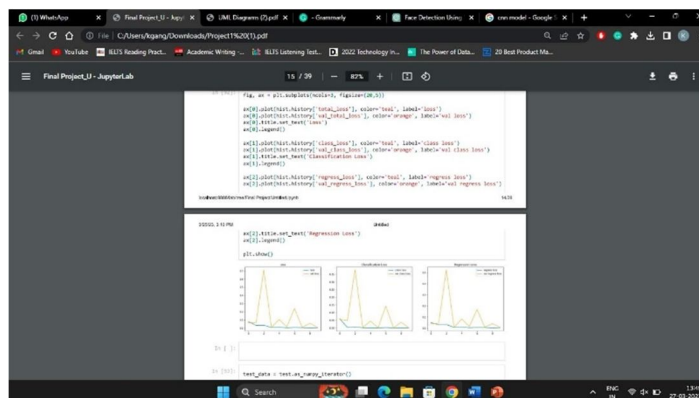 (1) WhatsApp
Final Project_U - Jupyt
UML Diagrams (2).pdf
- Grammarly
Face Detection Using
cnn model - Google S
File
C:/Users/kgang/Downloads/Project1%20(1).pdf
Gmail
YouTube
IELTS Reading Pract...
Academic Writing -...
IELTS Listening Test...
2022 Technology in...
The Power of Data...
20 Best Product Ma...
Final Project_U - JupyterLab
15 / 39
82%
fig, ax = plt.subplots(ncols=3, figsize=(20,5))
ax[0].plot(hist.history['total_loss'], color='teal', label='loss')
ax[0].plot(hist.history['val_total_loss'], color='orange', label='val loss')
ax[0].title.set_text('Loss')
ax[0].legend()
ax[1].plot(hist.history['class_loss'], color='teal', label='class loss')
ax[1].plot(hist.history['val_class_loss'], color='orange', label='val class loss')
ax[1].title.set_text('Classification Loss')
ax[1].legend()
ax[2].plot(hist.history['regress_loss'], color='teal', label='regress loss')
ax[2].plot(hist.history['val_regress_loss'], color='orange', label='val regress loss')
Untitled
ax[2].title.set_text('Regression Loss')
ax[2].legend()
plt.show()
Loss
Classification Loss
Regression Loss
In [ ]:
test_data = test.as_numpy_iterator()
Search
ENG
IN
27-03-20